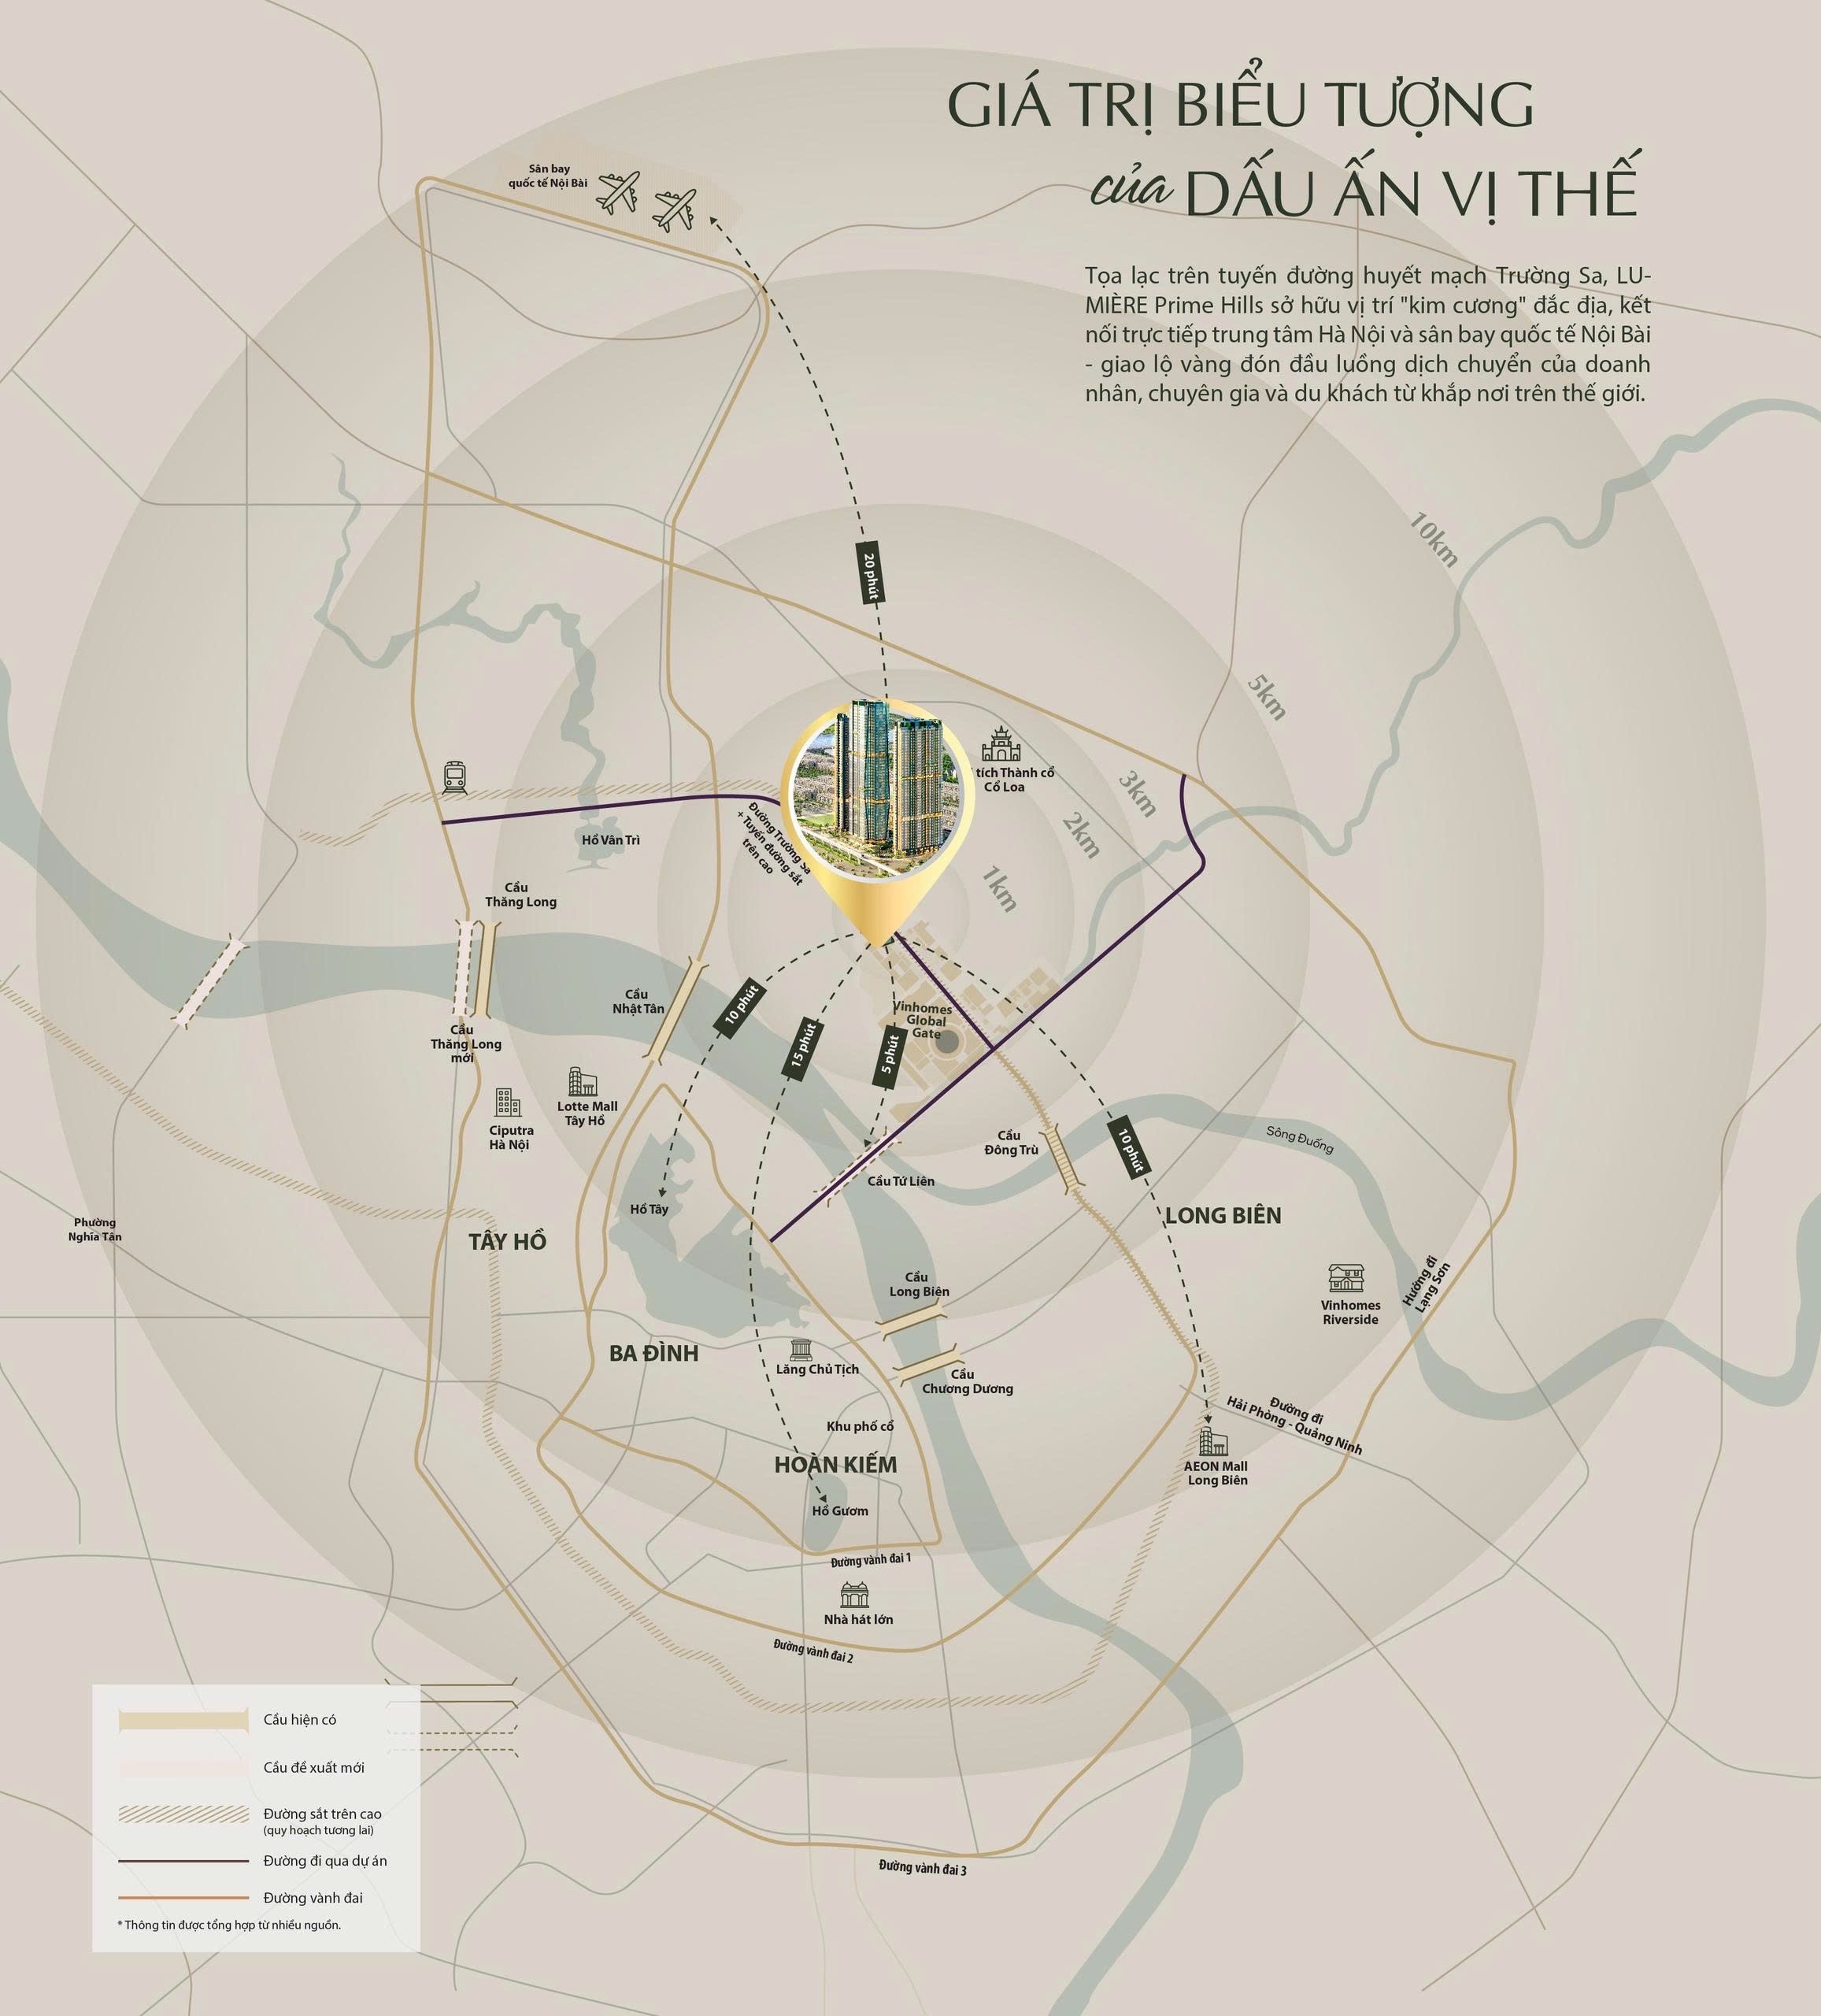 GIÁ TRỊ BIỂU TƯỢNG
của DẤU ẤN VỊ THẾ
Tọa lạc trên tuyến đường huyết mạch Trường Sa, LU-
MIÈRE Prime Hills sở hữu vị trí "kim cương" đắc địa, kết
nối trực tiếp trung tâm Hà Nội và sân bay quốc tế Nội Bài
- giao lộ vàng đón đầu luồng dịch chuyển của doanh
nhân, chuyên gia và du khách từ khắp nơi trên thế giới.
Sân bay
quốc tế Nội Bài
10km
20 phút
5km
3km
2km
1km
tích Thành cổ
Cổ Loa
Đường Trường Sa
+ Tuyến đường sắt
trên cao
Hồ Vân Trì
Cầu
Thăng Long
Cầu
Nhật Tân
10 phút
15 phút
5 phút
Vinhomes
Global
Gate
Cầu
Thăng Long
mới
Lotte Mall
Tây Hồ
Ciputra
Hà Nội
Cầu
Đông Trù
10 phút
Sông Đuống
Cầu Tứ Liên
Hồ Tây
LONG BIÊN
Phường
Nghĩa Tân
TÂY HỒ
Cầu
Long Biên
Vinhomes
Riverside
Hướng đi
Lạng Sơn
BA ĐÌNH
Lăng Chủ Tịch
Cầu
Chương Dương
Đường đi
Hải Phòng - Quảng Ninh
Khu phố cổ
HOÀN KIẾM
AEON Mall
Long Biên
Hồ Gươm
Đường vành đai 1
Nhà hát lớn
Đường vành đai 2
Đường vành đai 3
Cầu hiện có
Cầu đề xuất mới
Đường sắt trên cao
(quy hoạch tương lai)
Đường đi qua dự án
Đường vành đai
* Thông tin được tổng hợp từ nhiều nguồn.